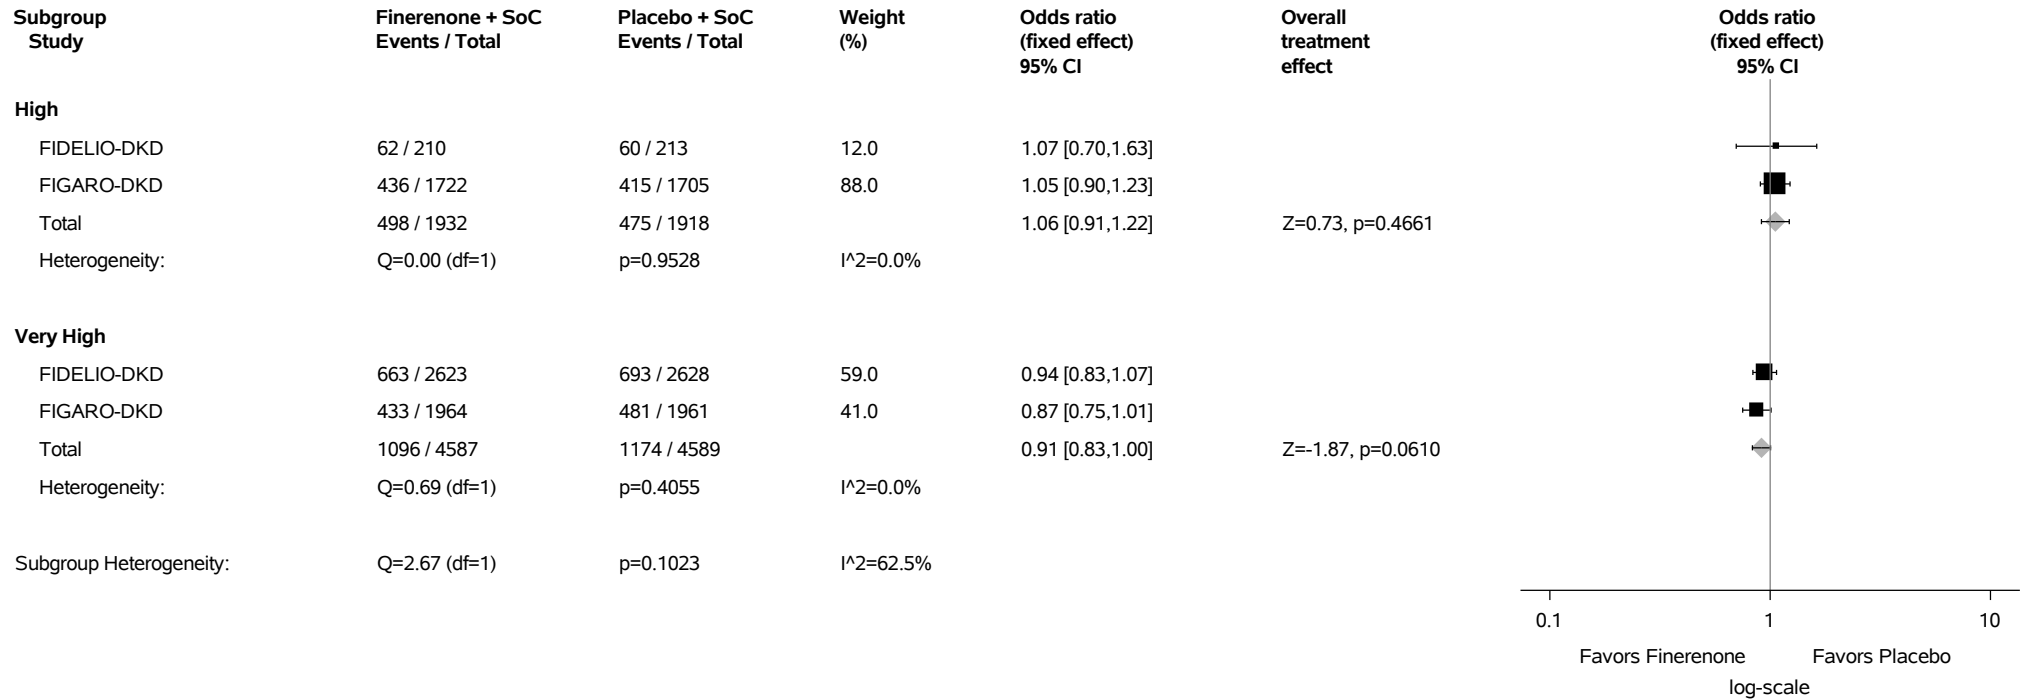 Subgroup Finerenone + SoC Placebo + SoC Weight Odds ratio Overall Odds ratio
Study Events / Total Events / Total (%) (fixed effect) treatment (fixed effect)
95% CI effect 95% CI
High
FIDELIO-DKD 62 / 210 60 / 213 12.0 1.07 [0.70,1.63]
FIGARO-DKD 436 / 1722 415 / 1705 88.0 1.05 [0.90,1.23]
Total 498 / 1932 475 / 1918 1.06 [0.91,1.22] Z=0.73, p=0.4661
Heterogeneity: Q=0.00 (df=1) p=0.9528 I^2=0.0%
Very High
FIDELIO-DKD 663 / 2623 693 / 2628 59.0 0.94 [0.83,1.07]
FIGARO-DKD 433 / 1964 481 / 1961 41.0 0.87 [0.75,1.01]
Total 1096 / 4587 1174 / 4589 0.91 [0.83,1.00] Z=-1.87, p=0.0610
Heterogeneity: Q=0.69 (df=1) p=0.4055 I^2=0.0%
Subgroup Heterogeneity: Q=2.67 (df=1) p=0.1023 I^2=62.5%
0.1 1 10
Favors Finerenone Favors Placebo
log-scale